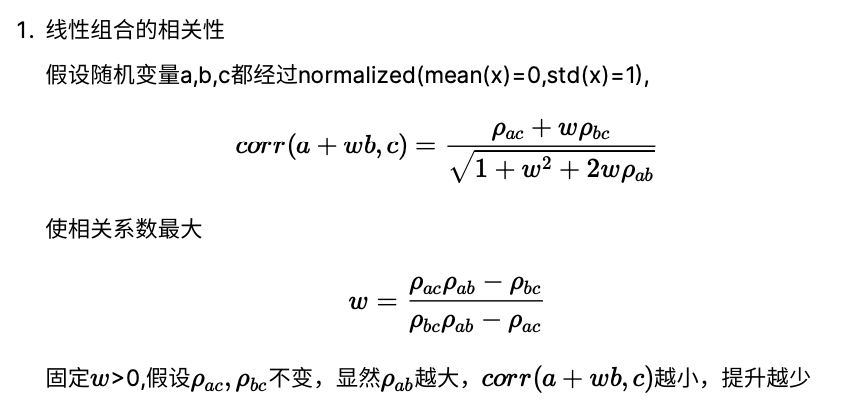 1. 线性组合的相关性
假设随机变量a,b,c都经过normalized(mean(x)=0,std(x)=1),
$$corr(a + wb, c) = \frac{\rho_{ac} + w\rho_{bc}}{\sqrt{1 + w^2 + 2w\rho_{ab}}}$$
使相关系数最大
$$w = \frac{\rho_{ac}\rho_{ab} - \rho_{bc}}{\rho_{bc}\rho_{ab} - \rho_{ac}}$$
固定$w$>0,假设$\rho_{ac}, \rho_{bc}$不变，显然$\rho_{ab}$越大，$corr(a + wb, c)$越小，提升越少